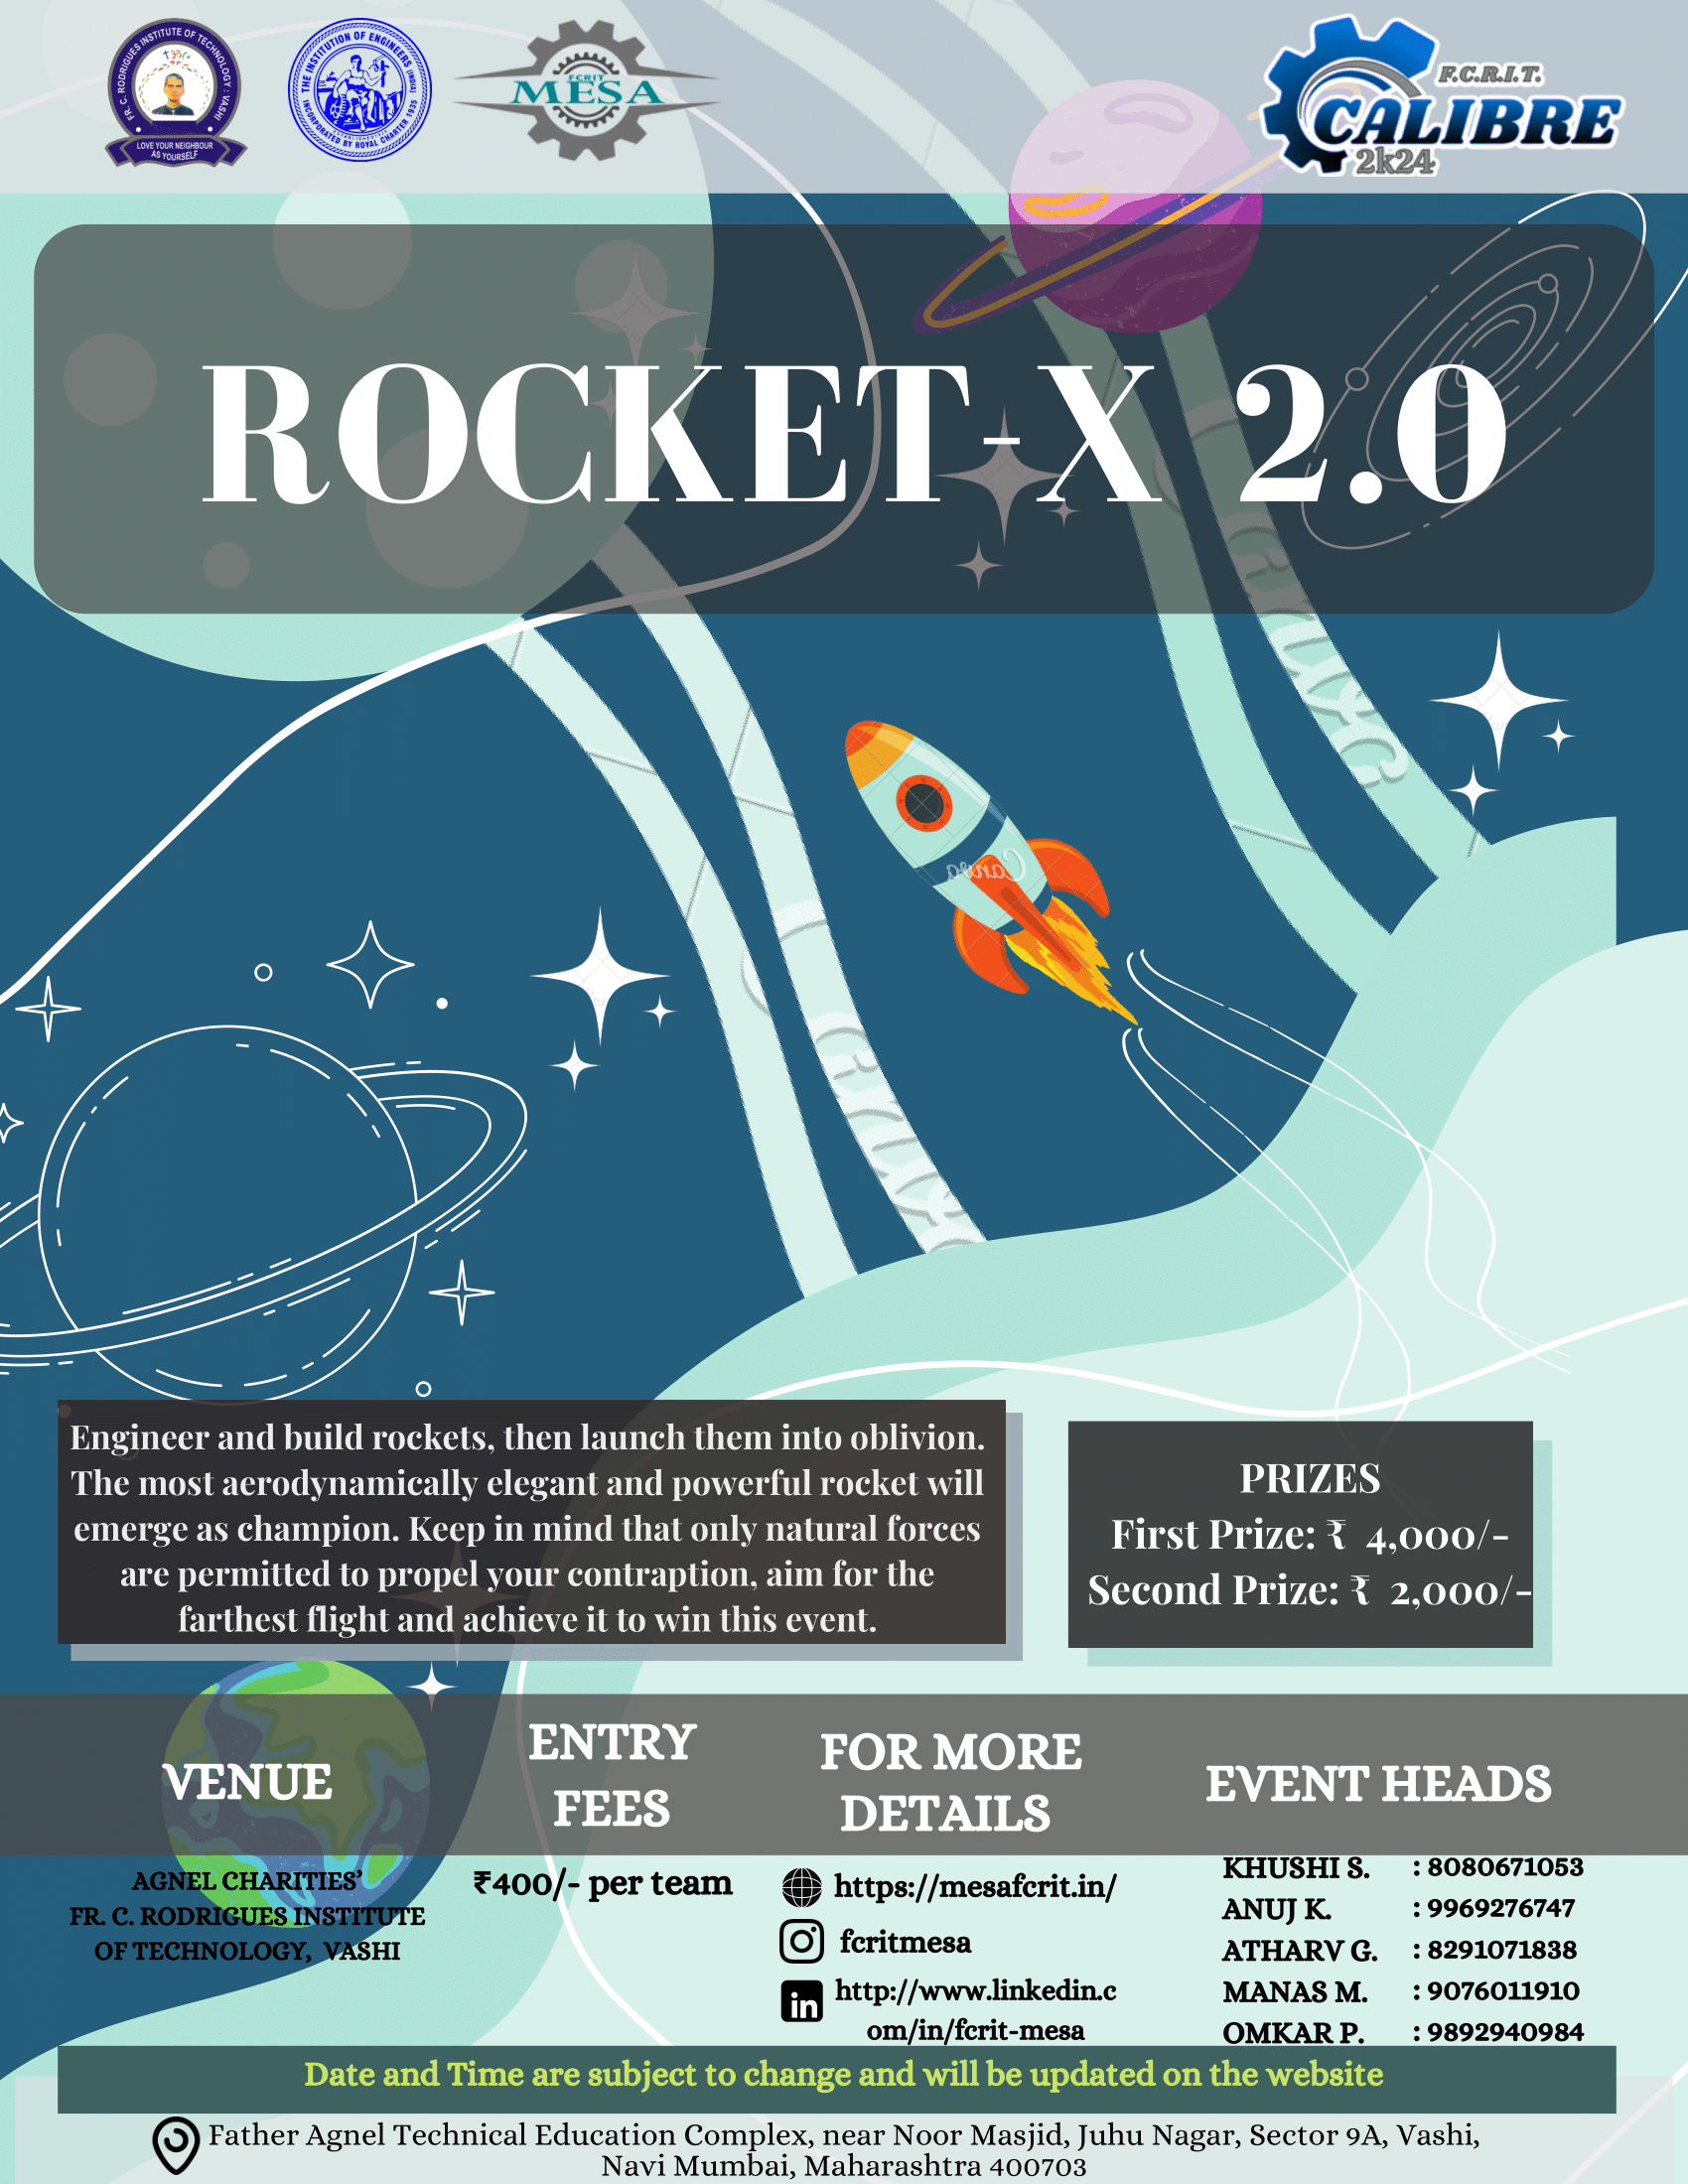 FR. C. RODRIGUES INSTITUTE OF TECHNOLOGY : VASHI
LOVE YOUR NEIGHBOUR
AS YOURSELF
THE INSTITUTION OF ENGINEERS (INDIA)
INCORPORATED BY ROYAL CHARTER 1935
FCRIT
MESA
F.C.R.I.T.
CALIBRE
2k24
ROCKET-X 2.0
Canva
Engineer and build rockets, then launch them into oblivion.
The most aerodynamically elegant and powerful rocket will
emerge as champion. Keep in mind that only natural forces
are permitted to propel your contraption, aim for the
farthest flight and achieve it to win this event.
PRIZES
First Prize: ₹ 4,000/-
Second Prize: ₹ 2,000/-
VENUE
AGNEL CHARITIES’
FR. C. RODRIGUES INSTITUTE
OF TECHNOLOGY, VASHI
ENTRY
FEES
₹400/- per team
FOR MORE
DETAILS
https://mesafcrit.in/
fcritmesa
in
http://www.linkedin.c
om/in/fcrit-mesa
EVENT HEADS
KHUSHI S. : 8080671053
ANUJ K. : 9969276747
ATHARV G. : 8291071838
MANAS M. : 9076011910
OMKAR P. : 9892940984
Date and Time are subject to change and will be updated on the website
Father Agnel Technical Education Complex, near Noor Masjid, Juhu Nagar, Sector 9A, Vashi,
Navi Mumbai, Maharashtra 400703